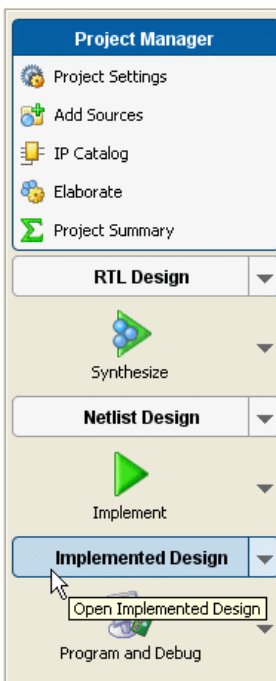 Project Manager
Project Settings
Add Sources
IP Catalog
Elaborate
Project Summary
RTL Design
Synthesize
Netlist Design
Implement
Implemented Design
Open Implemented Design
Program and Debug